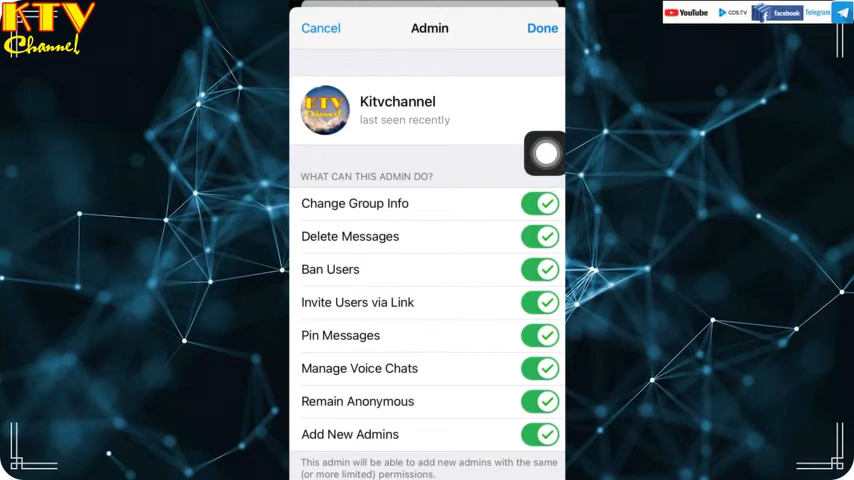 KTV
Channel
YouTube
COS.TV
facebook
Telegram
Cancel
Admin
Done
KTV
Channel
Kitvchannel
last seen recently
WHAT CAN THIS ADMIN DO?
Change Group Info
Delete Messages
Ban Users
Invite Users via Link
Pin Messages
Manage Voice Chats
Remain Anonymous
Add New Admins
This admin will be able to add new admins with the same
(or more limited) permissions.